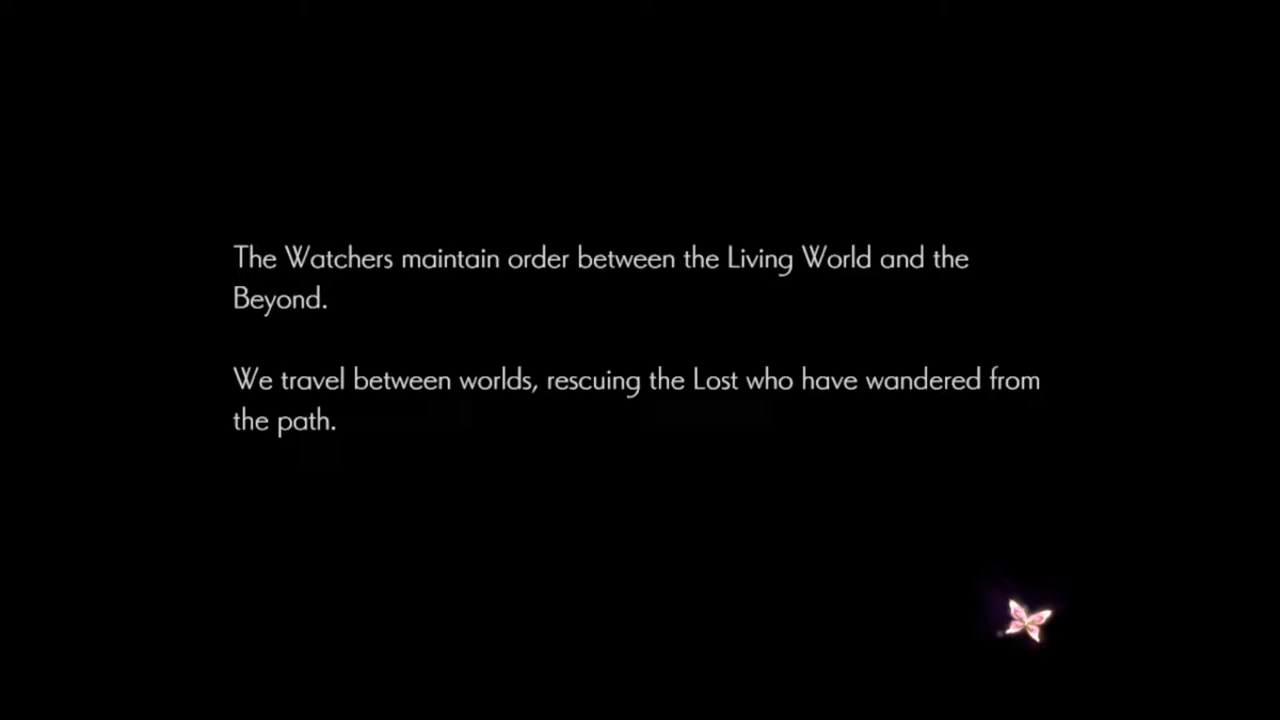 The Watchers maintain order between the Living World and the
Beyond.
We travel between worlds, rescuing the Lost who have wandered from
the path.